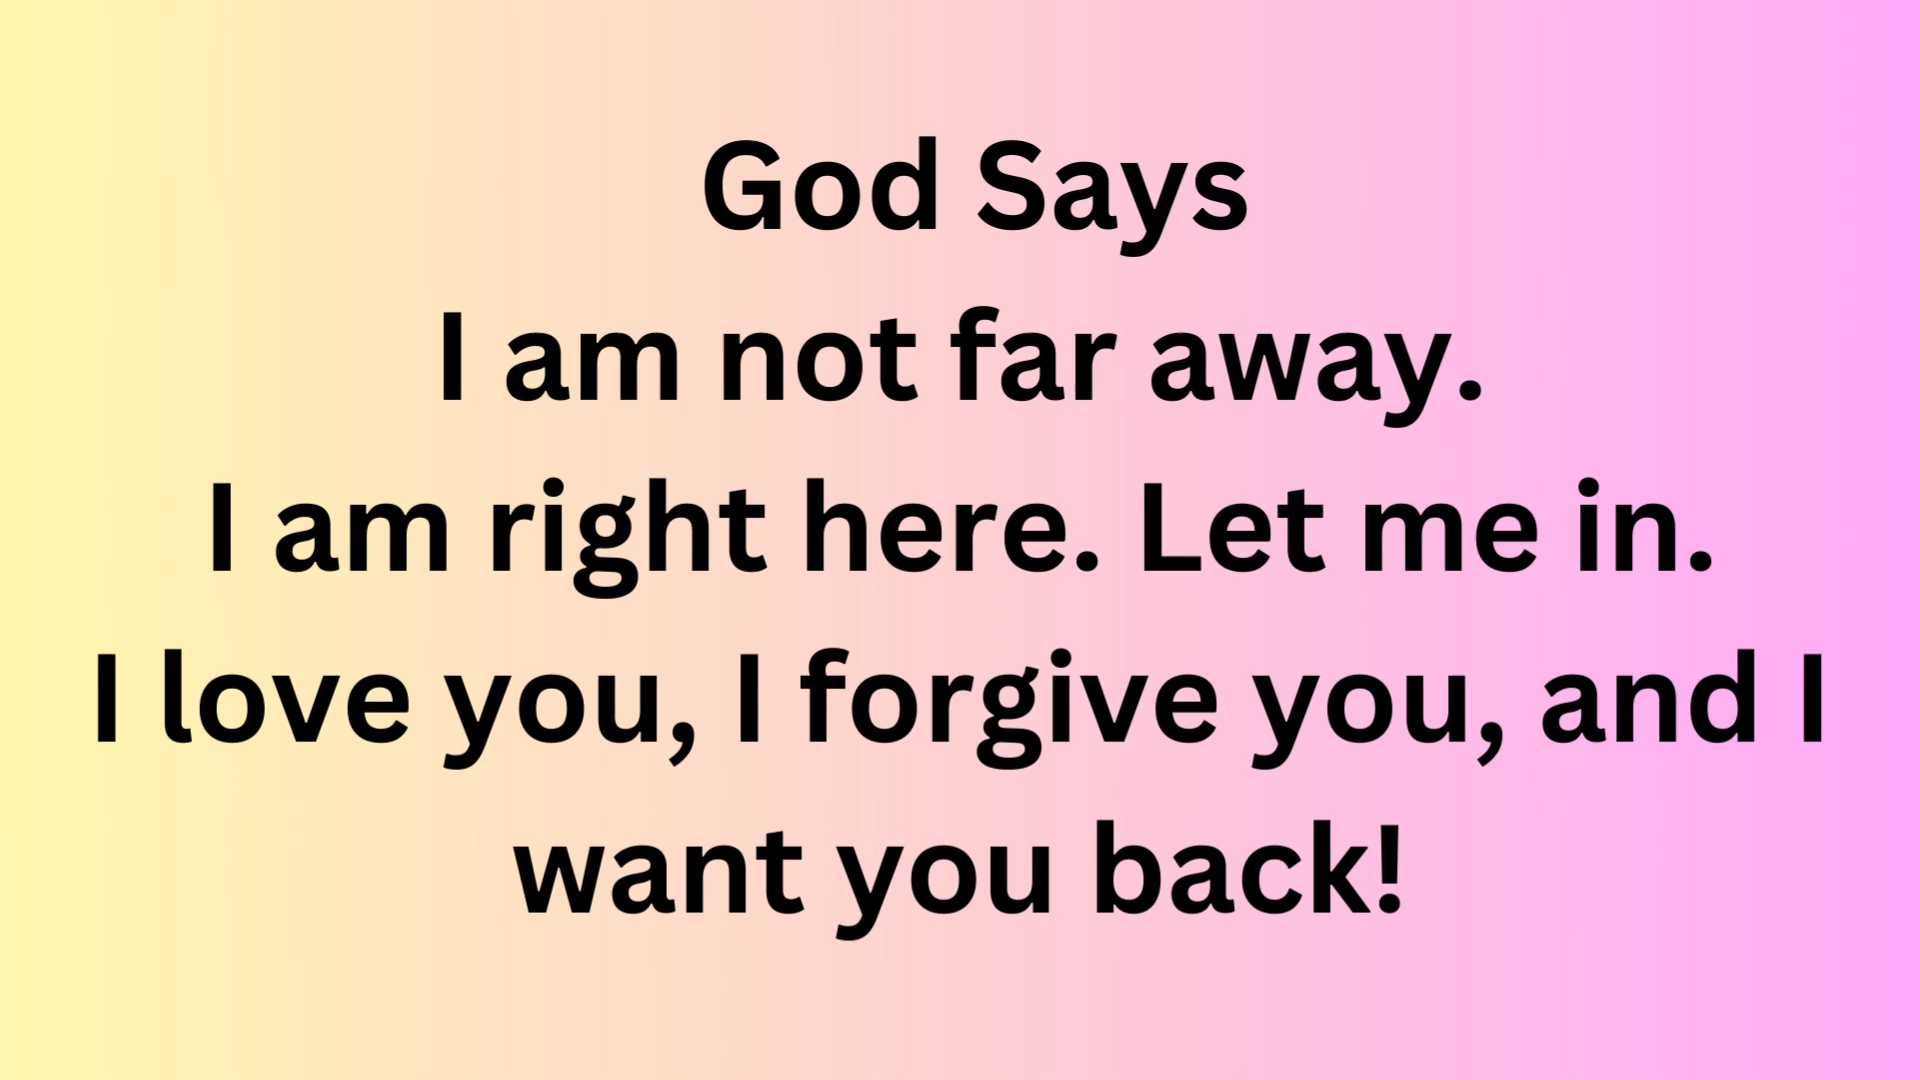 God Says
I am not far away.
I am right here. Let me in.
I love you, I forgive you, and I
want you back!